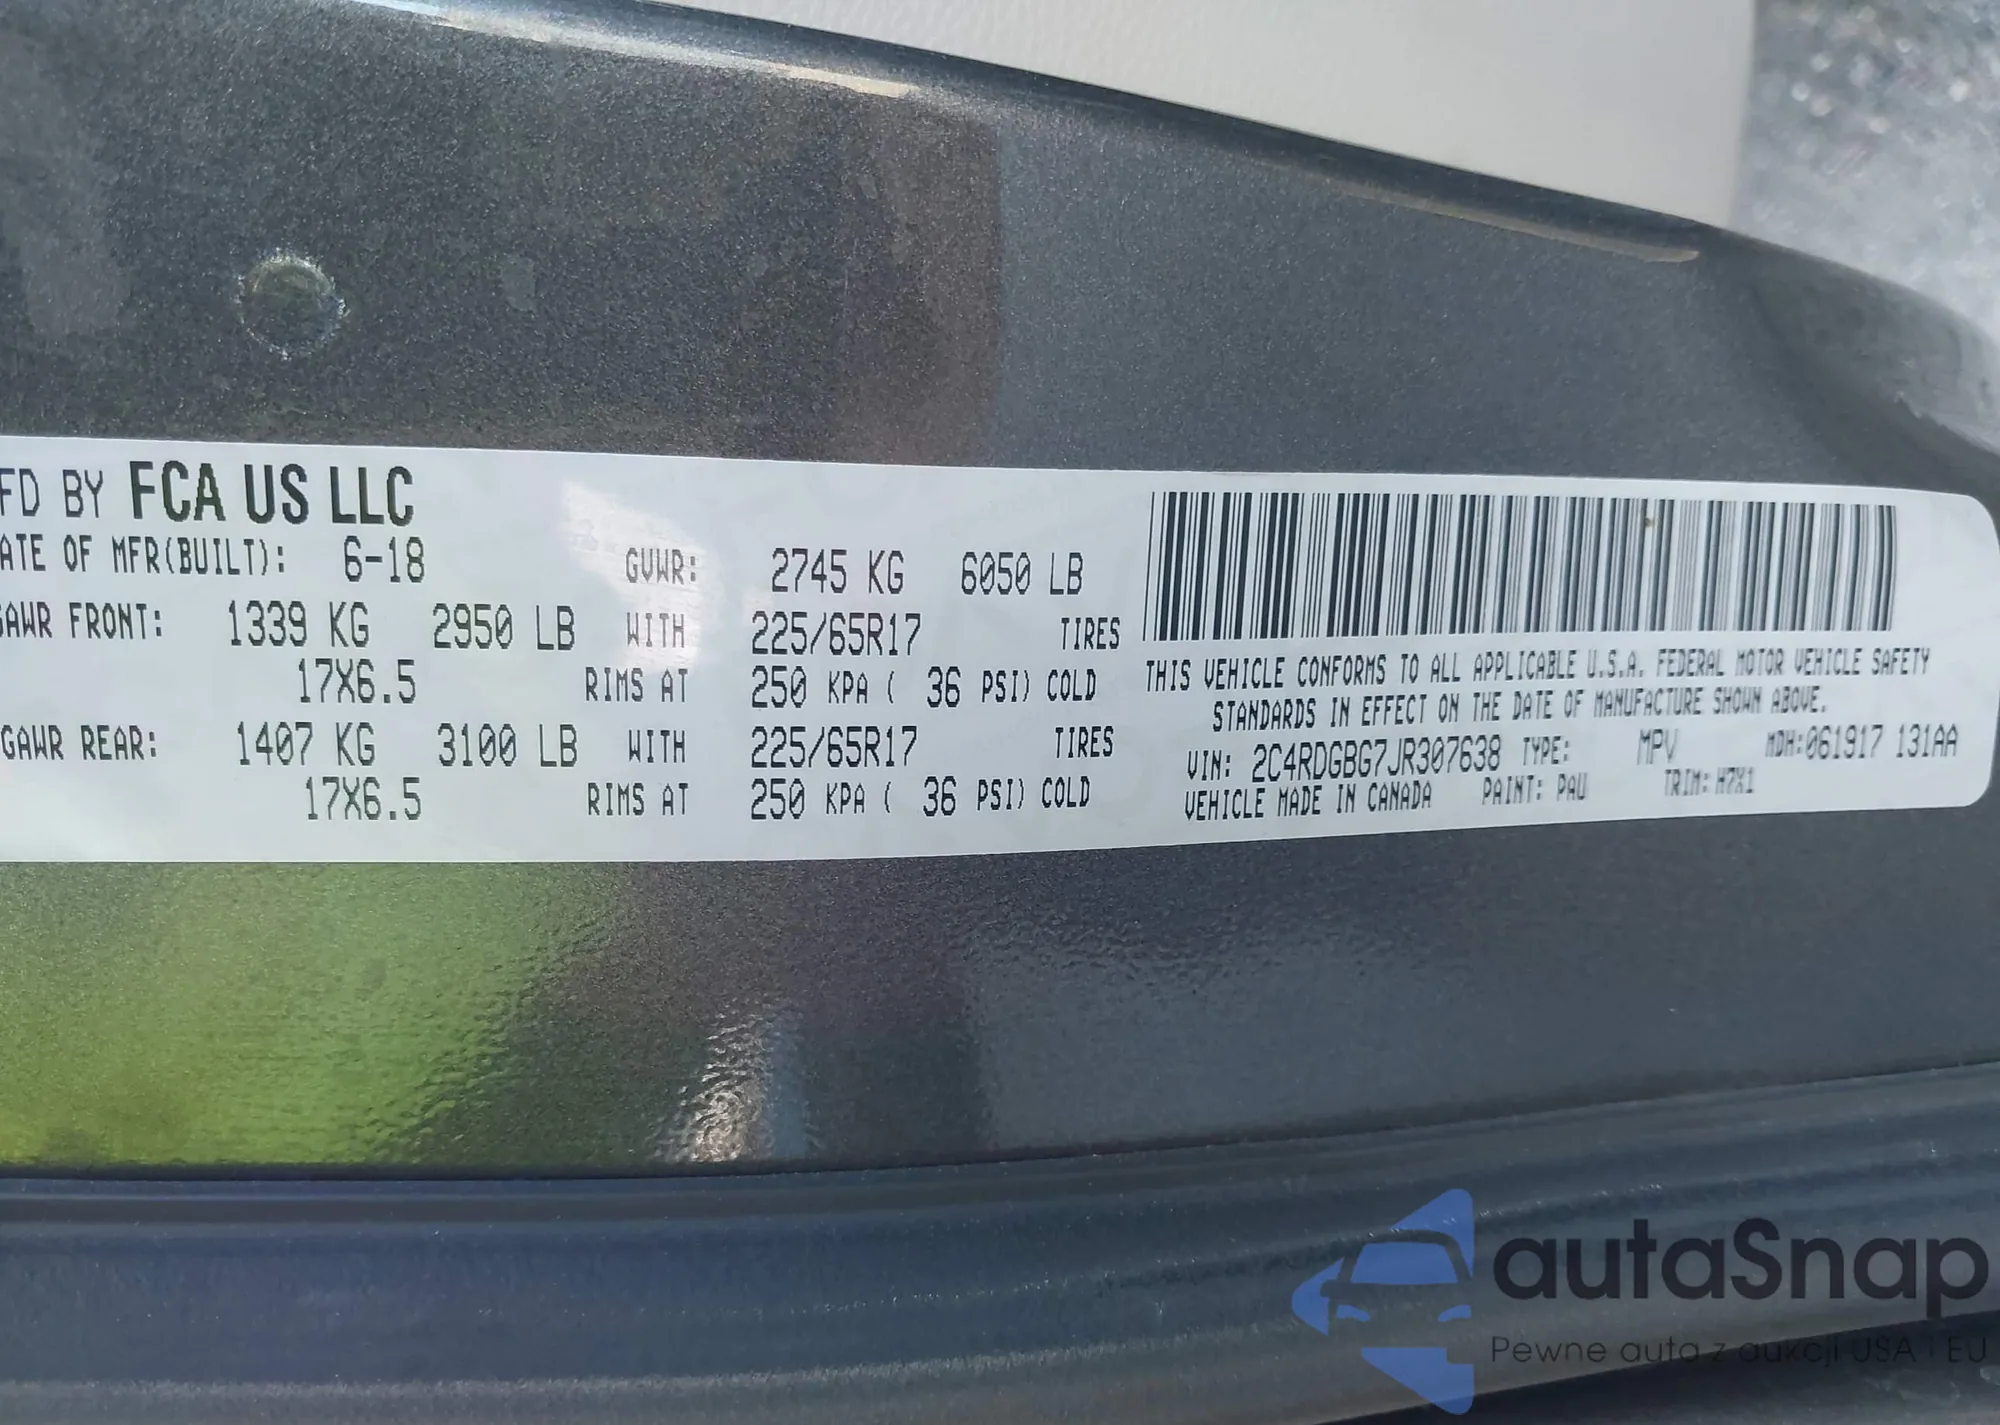 FD BY FCA US LLC
ATE OF MFR(BUILT): 6-18 GVWR: 2745 KG 6050 LB
GAWR FRONT: 1339 KG 2950 LB WITH 225/65R17 TIRES
17X6.5 RIMS AT 250 KPA ( 36 PSI) COLD
GAWR REAR: 1407 KG 3100 LB WITH 225/65R17 TIRES
17X6.5 RIMS AT 250 KPA ( 36 PSI) COLD
THIS VEHICLE CONFORMS TO ALL APPLICABLE U.S.A. FEDERAL MOTOR VEHICLE SAFETY
STANDARDS IN EFFECT ON THE DATE OF MANUFACTURE SHOWN ABOVE.
VIN: 2C4RDGBG7JR307638 TYPE: MPV MDH:061917 131AA
VEHICLE MADE IN CANADA PAINT: PAU TRIM: H7X1
autaSnap
Pewne auta z aukcji USA i EU